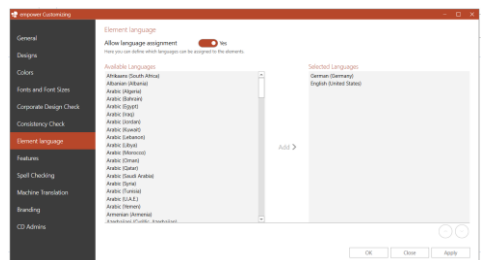 empower Customizing
General
Designs
Colors
Fonts and Font Sizes
Corporate Design Check
Consistency Check
Element language
Features
Spell Checking
Machine Translation
Branding
CD Admins
Element language
Allow language assignment
Yes
Here you can define which languages can be assigned to the elements.
Available Languages
Afrikaans (South Africa)
Albanian (Albania)
Arabic (Algeria)
Arabic (Bahrain)
Arabic (Egypt)
Arabic (Iraq)
Arabic (Jordan)
Arabic (Kuwait)
Arabic (Lebanon)
Arabic (Libya)
Arabic (Morocco)
Arabic (Oman)
Arabic (Qatar)
Arabic (Saudi Arabia)
Arabic (Syria)
Arabic (Tunisia)
Arabic (U.A.E.)
Arabic (Yemen)
Armenian (Armenia)
Add >
Selected Languages
German (Germany)
English (United States)
OK
Close
Apply